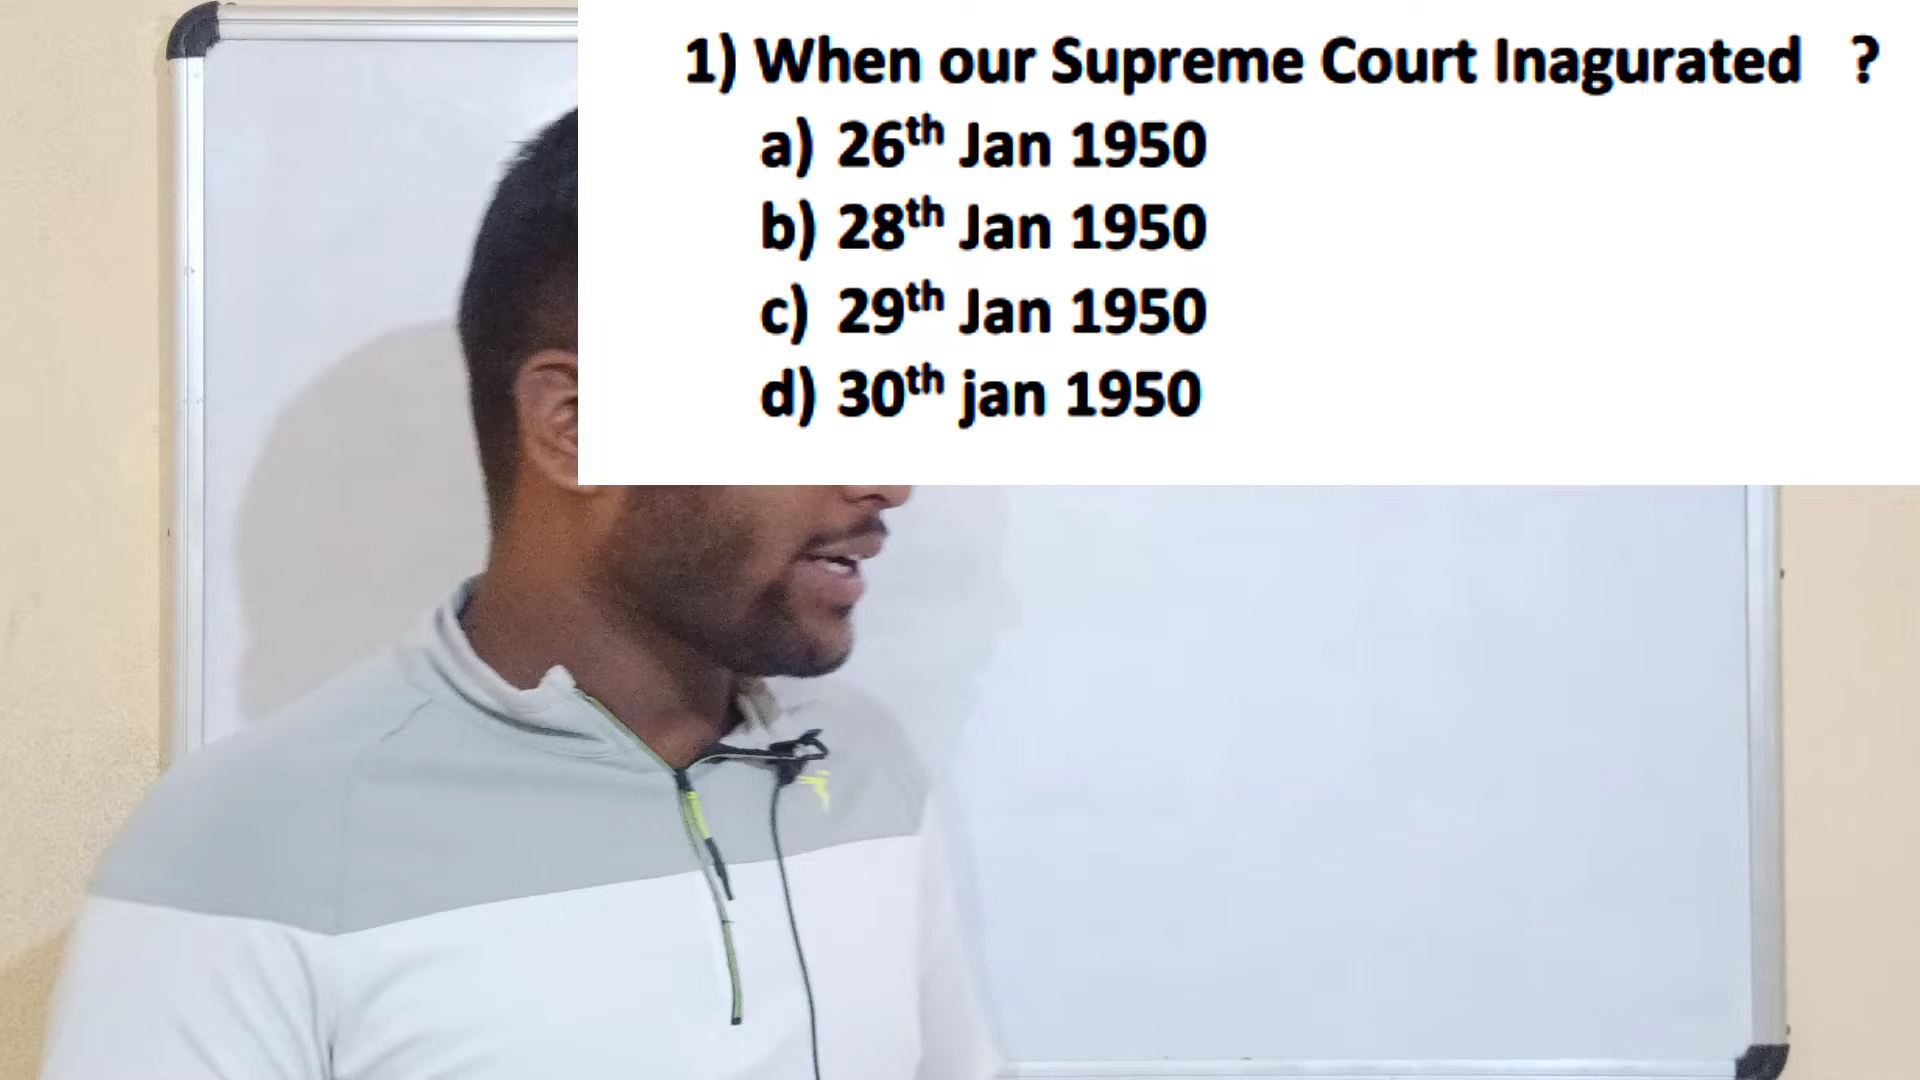 1) When our Supreme Court Inagurated ?
a) 26th Jan 1950
b) 28th Jan 1950
c) 29th Jan 1950
d) 30th jan 1950